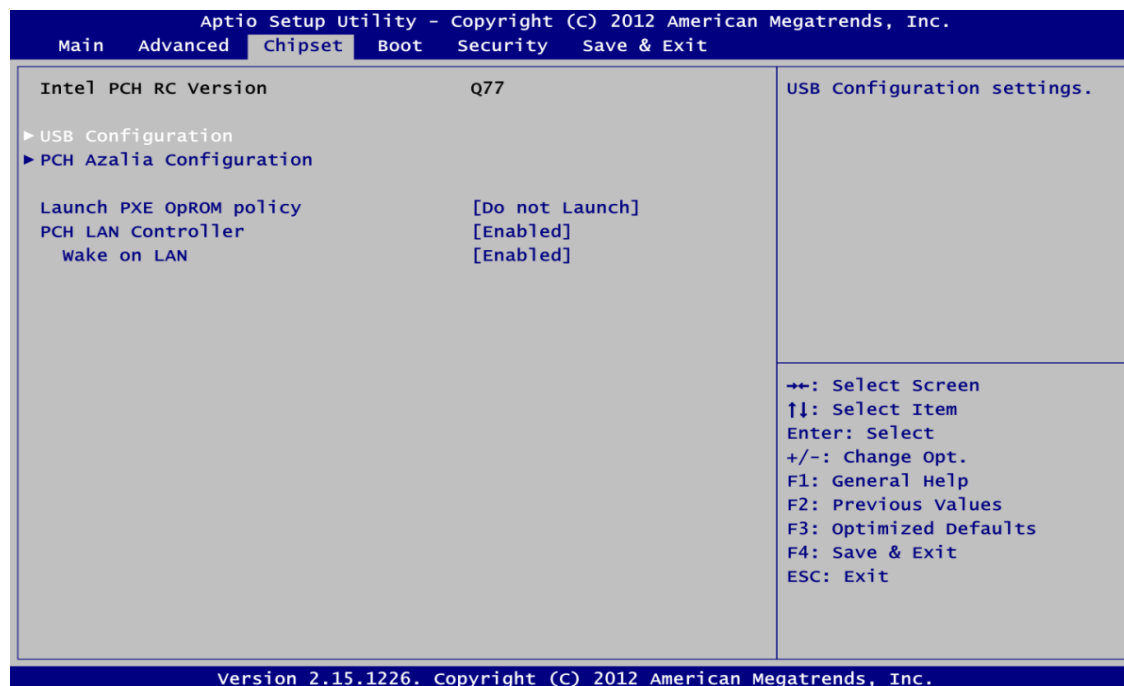 Aptio Setup Utility – Copyright (C) 2012 American Megatrends, Inc.
Main Advanced Chipset Boot Security Save & Exit
Intel PCH RC Version Q77
▶ USB Configuration
▶ PCH Azalia Configuration
Launch PXE OpROM policy [Do not Launch]
PCH LAN Controller [Enabled]
Wake on LAN [Enabled]
USB Configuration settings.
→←: Select Screen
↑↓: Select Item
Enter: Select
+/-: Change Opt.
F1: General Help
F2: Previous Values
F3: Optimized Defaults
F4: Save & Exit
ESC: Exit
Version 2.15.1226. Copyright (C) 2012 American Megatrends, Inc.